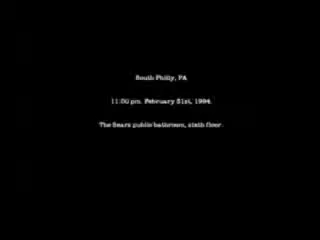 South Philly, PA
11:00 pm. February 31st, 1994.
The Sears public bathroom, sixth floor.